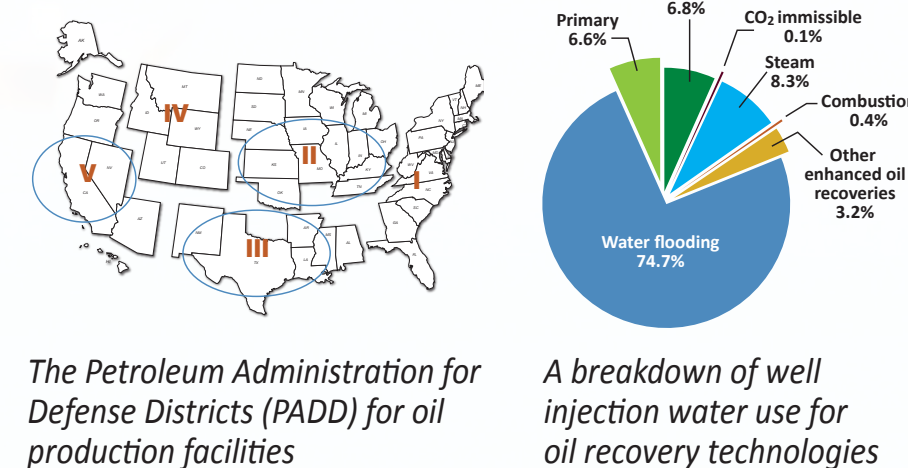 6.8%
Primary
6.6%
CO₂ immissible
0.1%
Steam
8.3%
Combustion
0.4%
Other
enhanced oil
recoveries
3.2%
Water flooding
74.7%
IV
II
V
I
III
The Petroleum Administration for
Defense Districts (PADD) for oil
production facilities
A breakdown of well
injection water use for
oil recovery technologies